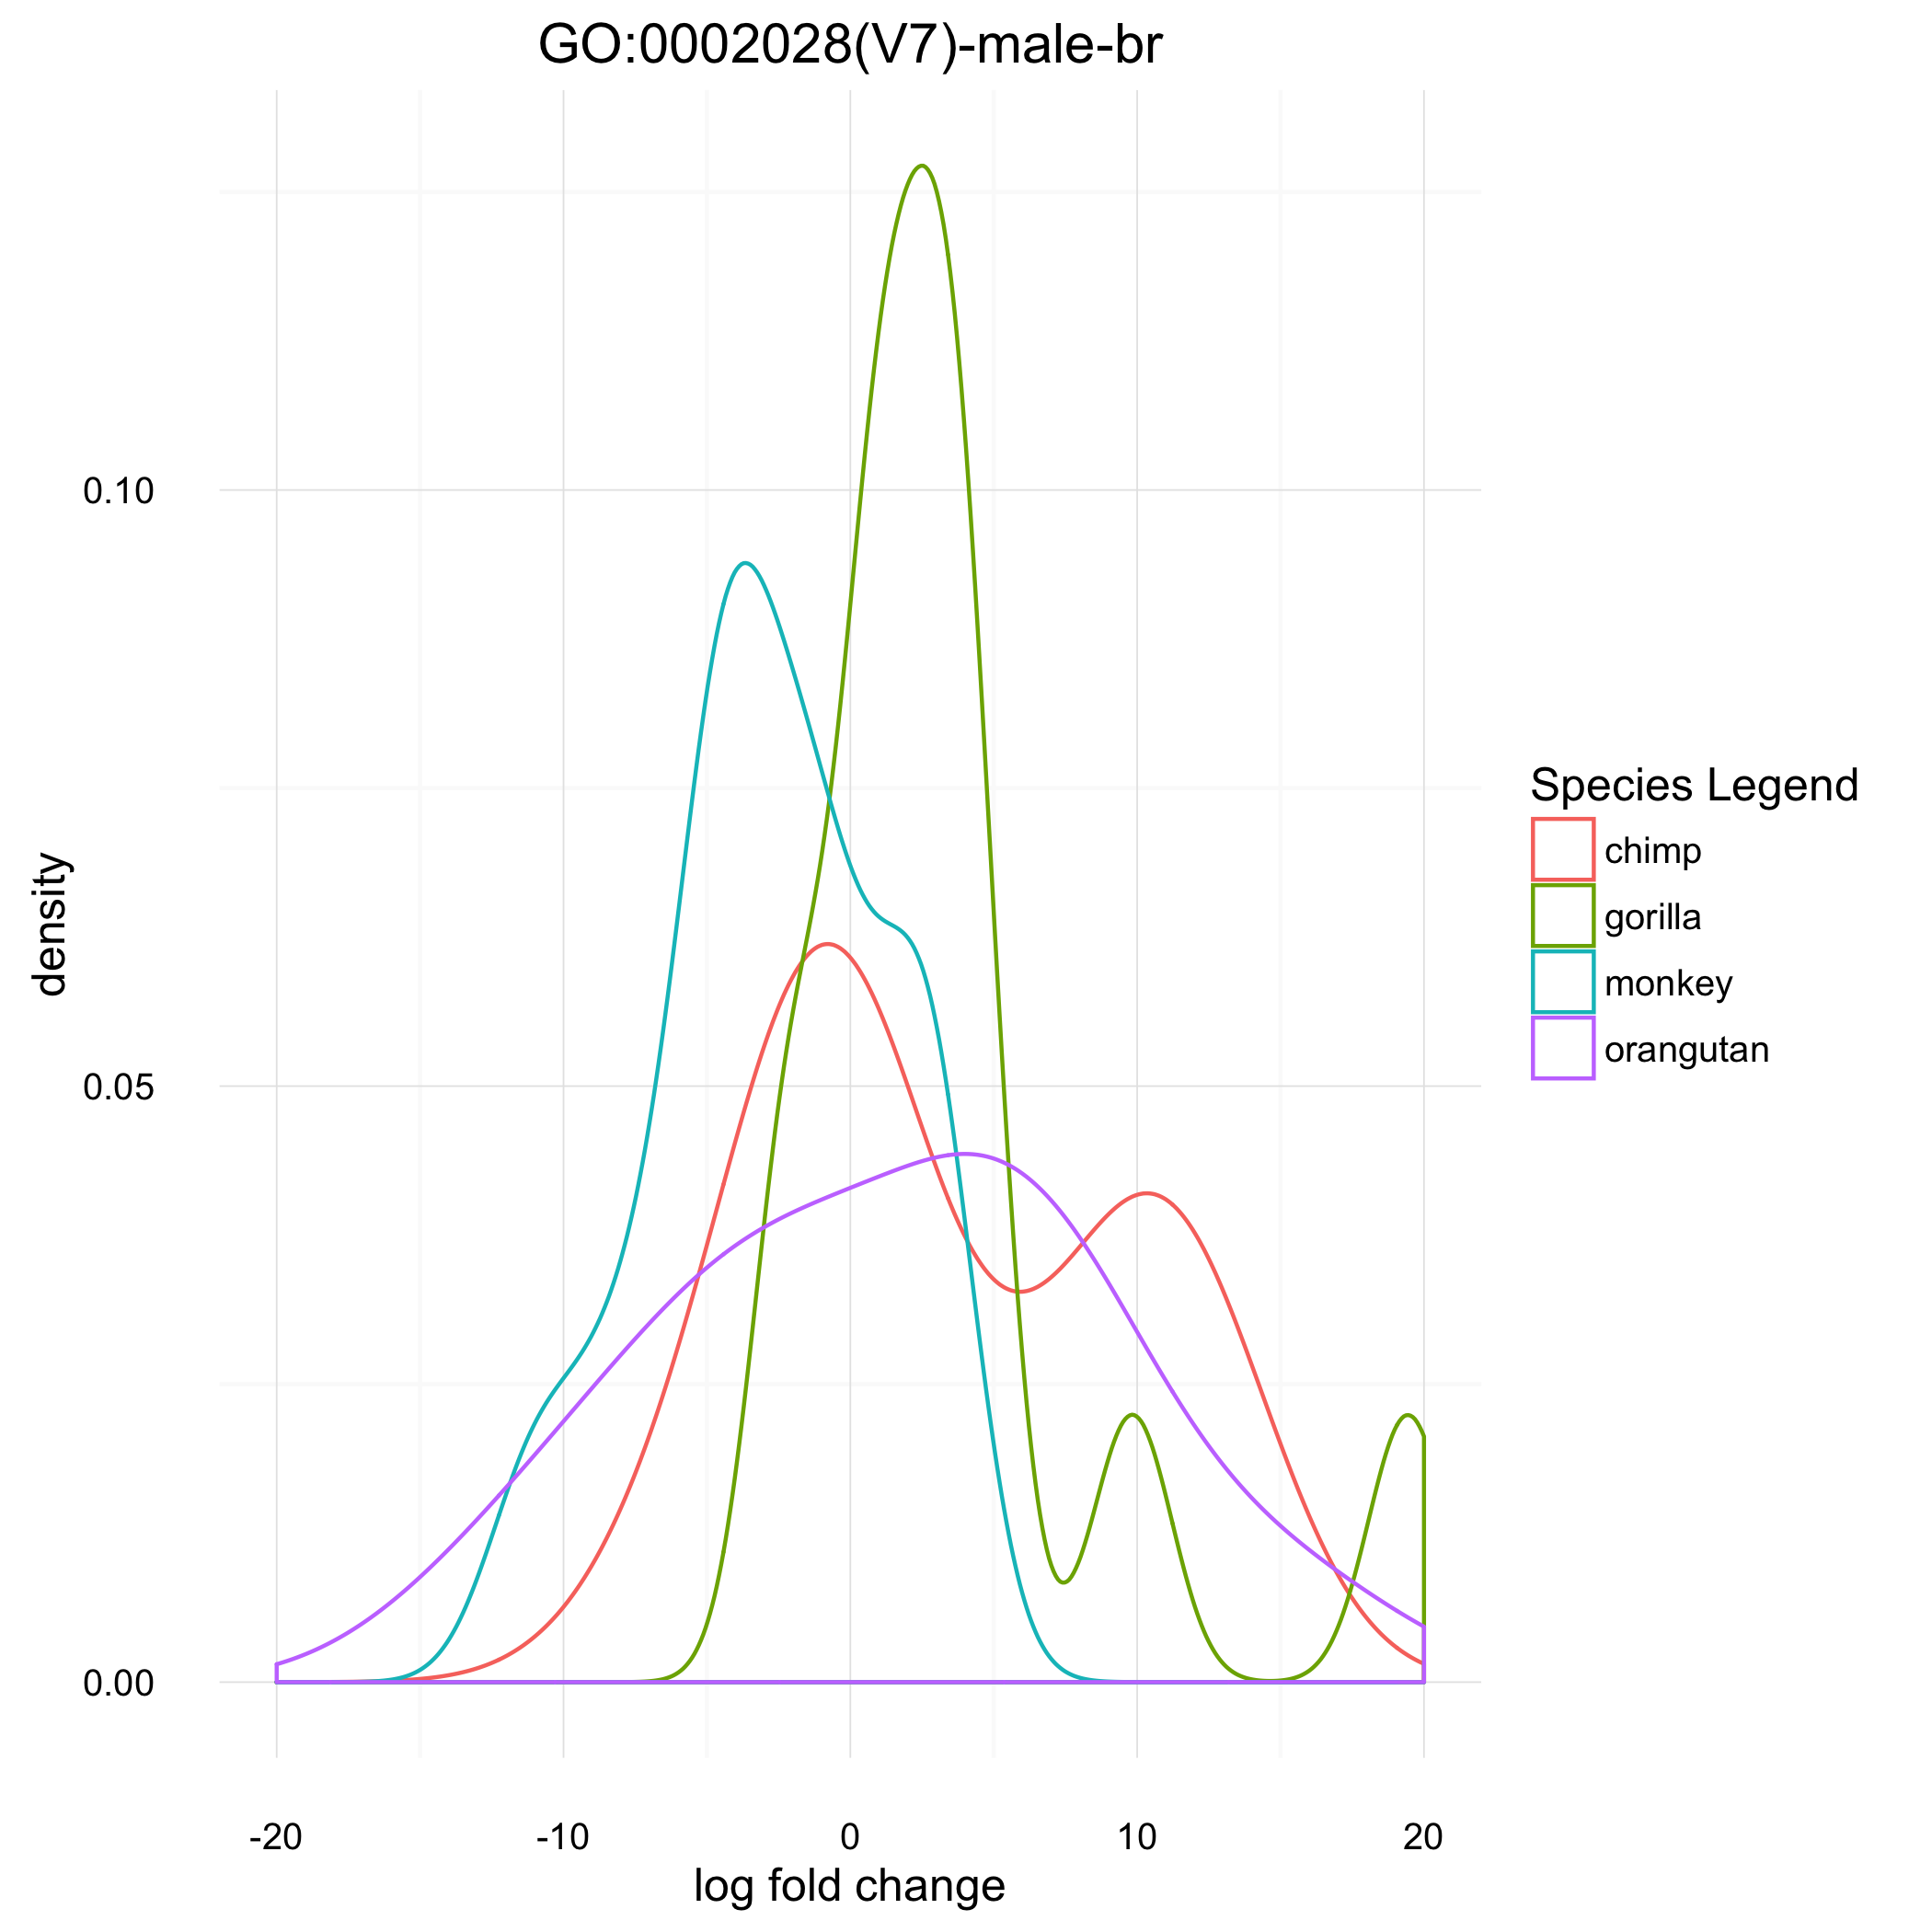 GO:0002028(V7)-male-br
0.10
0.05
0.00
density
-20
-10
0
10
20
log fold change
Species Legend
chimp
gorilla
monkey
orangutan